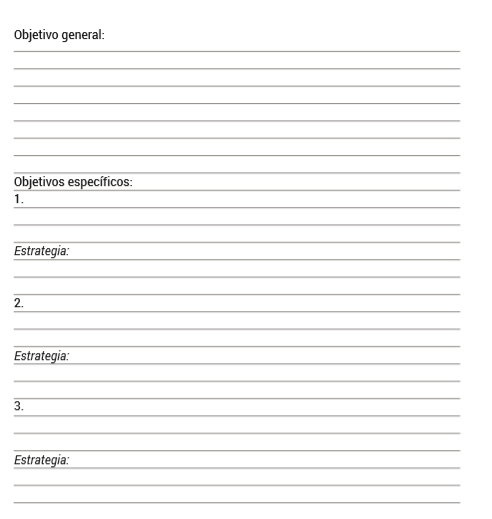 Objetivo general:
Objetivos específicos:
1.
Estrategia:
2.
Estrategia:
3.
Estrategia: